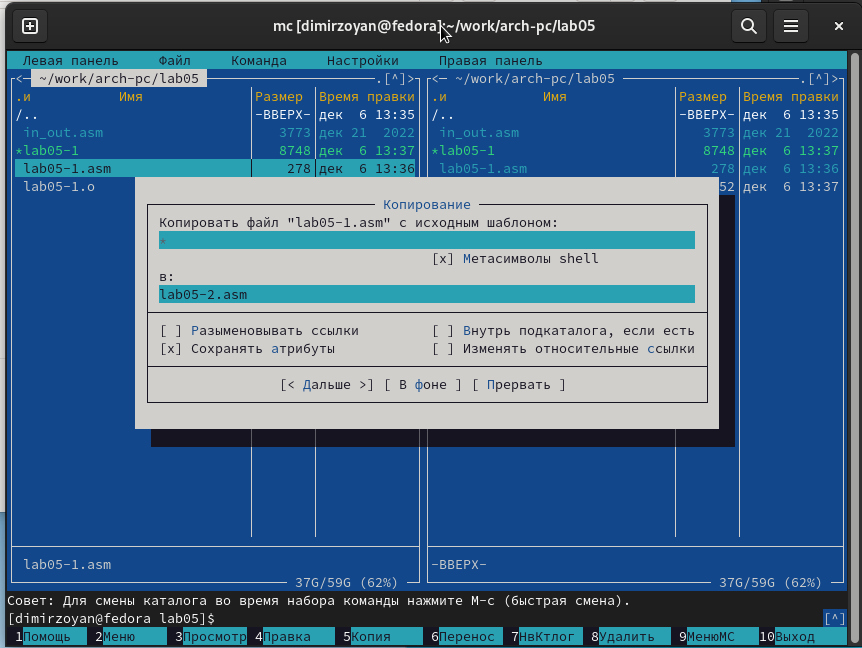 mc [dimirzoyan@fedora]:~/work/arch-pc/lab05
Левая панель Файл Команда Настройки Правая панель
<─ ~/work/arch-pc/lab05 .[^]> <─ ~/work/arch-pc/lab05 .[^]>
.и Имя Размер Время правки .и Имя Размер Время правки
/.. -ВВЕРХ- дек 6 13:35 /.. -ВВЕРХ- дек 6 13:35
in_out.asm 3773 дек 21 2022 in_out.asm 3773 дек 21 2022
*lab05-1 8748 дек 6 13:37 *lab05-1 8748 дек 6 13:37
lab05-1.asm 278 дек 6 13:36 lab05-1.asm 278 дек 6 13:36
lab05-1.o 52 дек 6 13:37
Копирование
Копировать файл "lab05-1.asm" с исходным шаблоном:
*
[x] Метасимволы shell
в:
lab05-2.asm
[ ] Разыменовывать ссылки [ ] Внутрь подкаталога, если есть
[x] Сохранять атрибуты [ ] Изменять относительные ссылки
[< Дальше >] [ В фоне ] [ Прервать ]
lab05-1.asm -ВВЕРХ-
37G/59G (62%) 37G/59G (62%)
Совет: Для смены каталога во время набора команды нажмите M-c (быстрая смена).
[dimirzoyan@fedora lab05]$ [^]
1Помощь 2Меню 3Просмотр 4Правка 5Копия 6Перенос 7НвКтлог 8Удалить 9МенюМС 10Выход